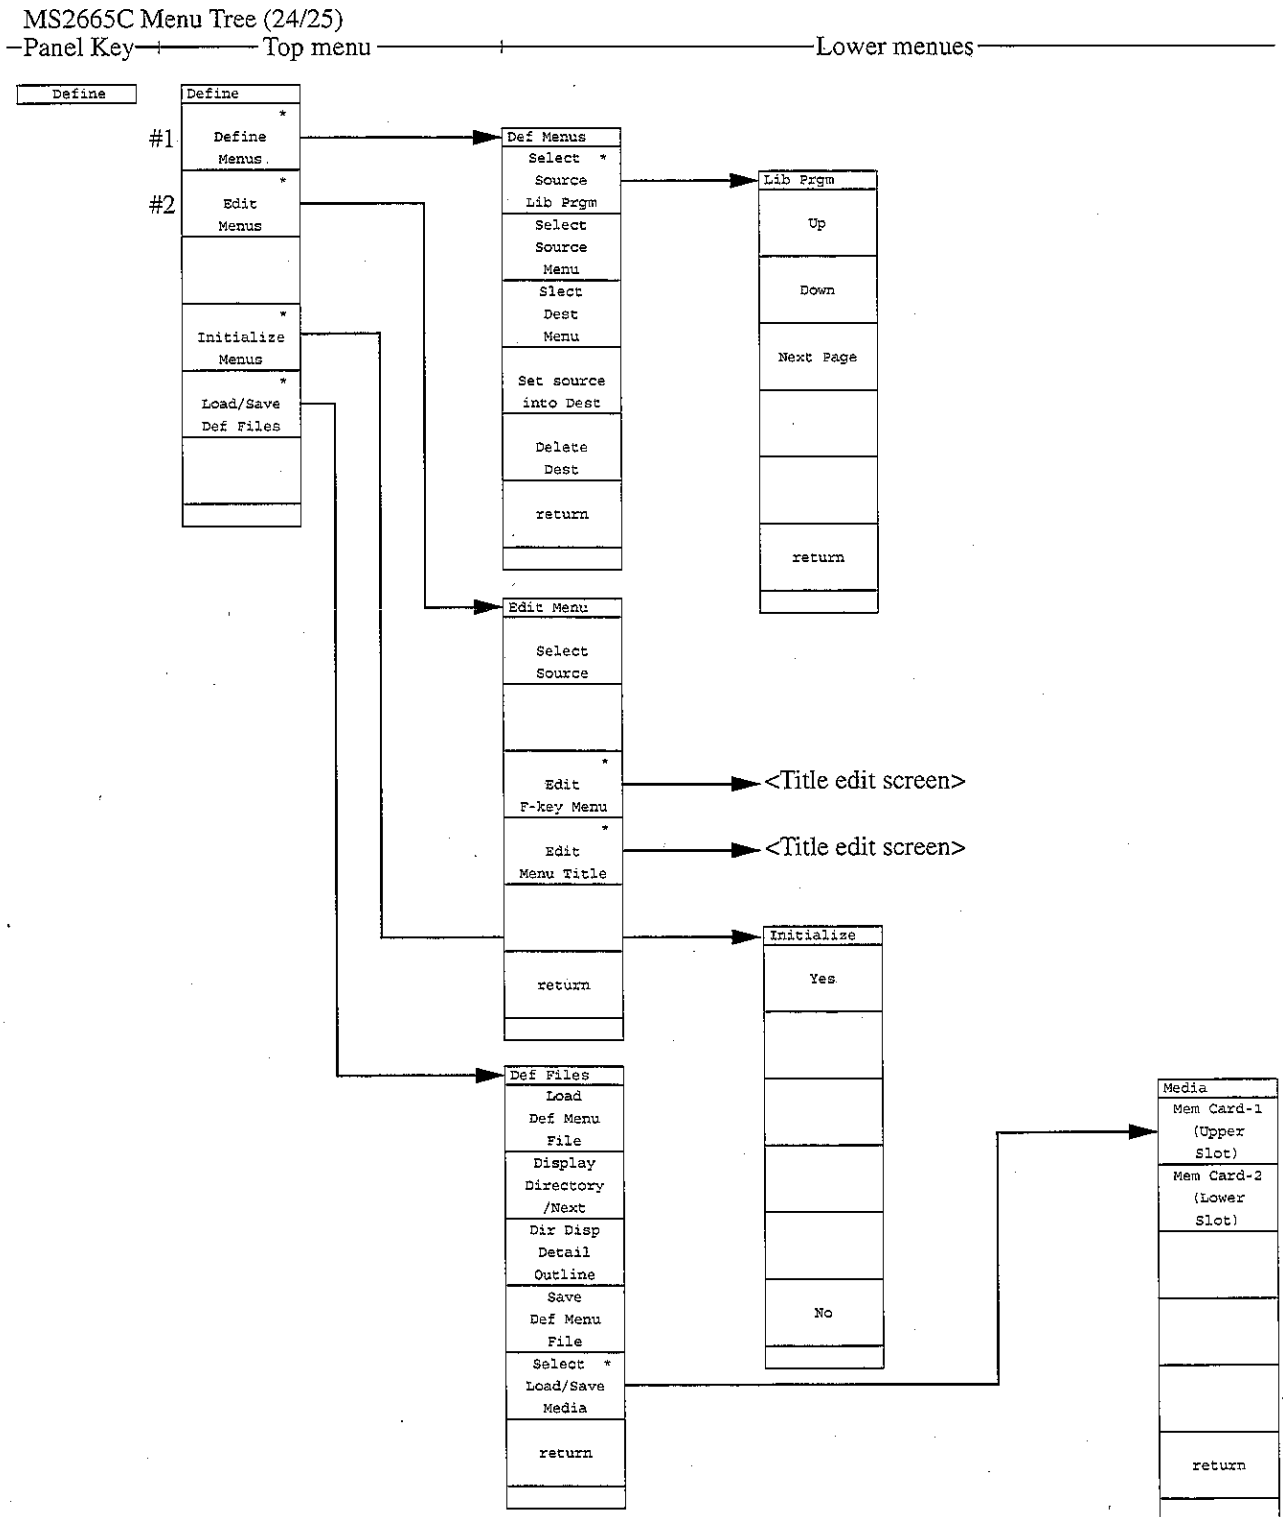 MS2665C Menu Tree (24/25)
Panel Key Top menu Lower menues
Define
Define
*
#1 Define
Menus
*
#2 Edit
Menus
*
Initialize
Menus
*
Load/Save
Def Files
Def Menus
Select *
Source
Lib Prgm
Select
Source
Menu
Slect
Dest
Menu
Set source
into Dest
Delete
Dest
return
Lib Prgm
Up
Down
Next Page
return
Edit Menu
Select
Source
*
Edit
F-key Menu
<Title edit screen>
*
Edit
Menu Title
<Title edit screen>
return
Initialize
Yes
No
Def Files
Load
Def Menu
File
Display
Directory
/Next
Dir Disp
Detail
Outline
Save
Def Menu
File
Select *
Load/Save
Media
return
Media
Mem Card-1
(Upper
Slot)
Mem Card-2
(Lower
Slot)
return